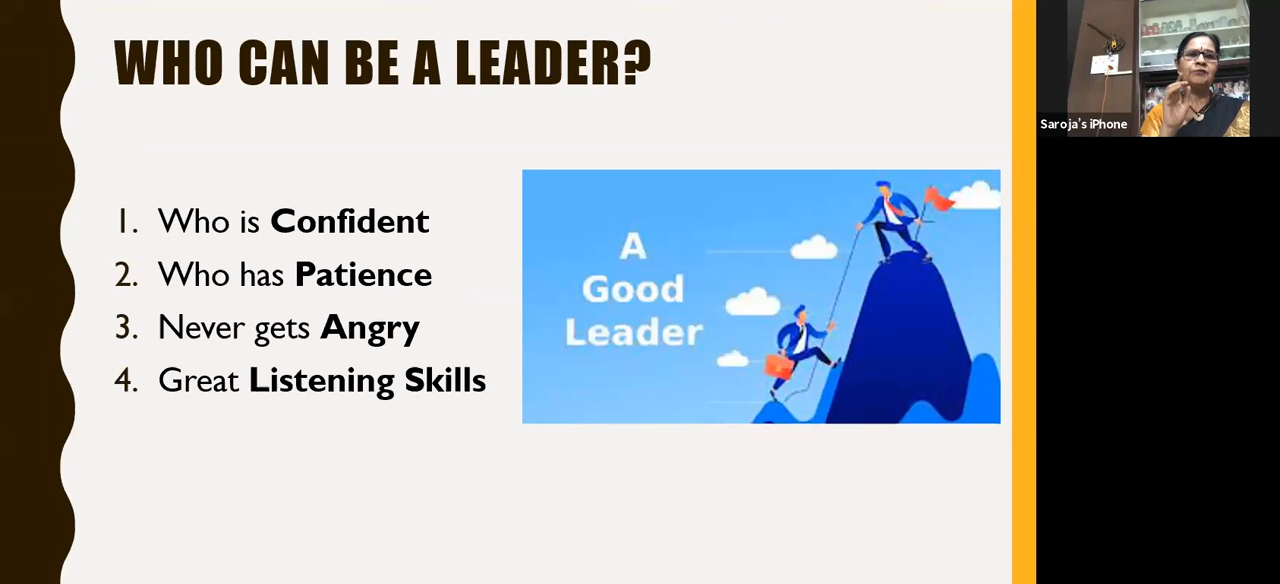 WHO CAN BE A LEADER?
1. Who is Confident
2. Who has Patience
3. Never gets Angry
4. Great Listening Skills
A
Good
Leader
Saroja's iPhone